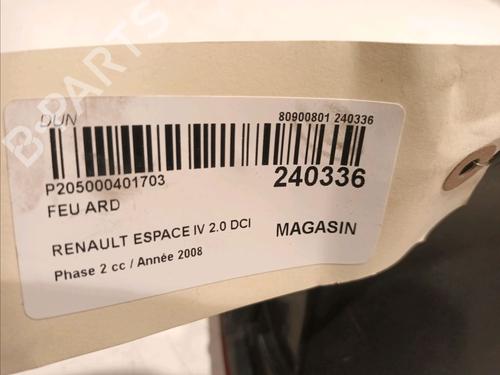 DUN
80900801 240336
P205000401703
240336
FEU ARD
RENAULT ESPACE IV 2.0 DCI
MAGASIN
Phase 2 cc / Année 2008
B-PARTS